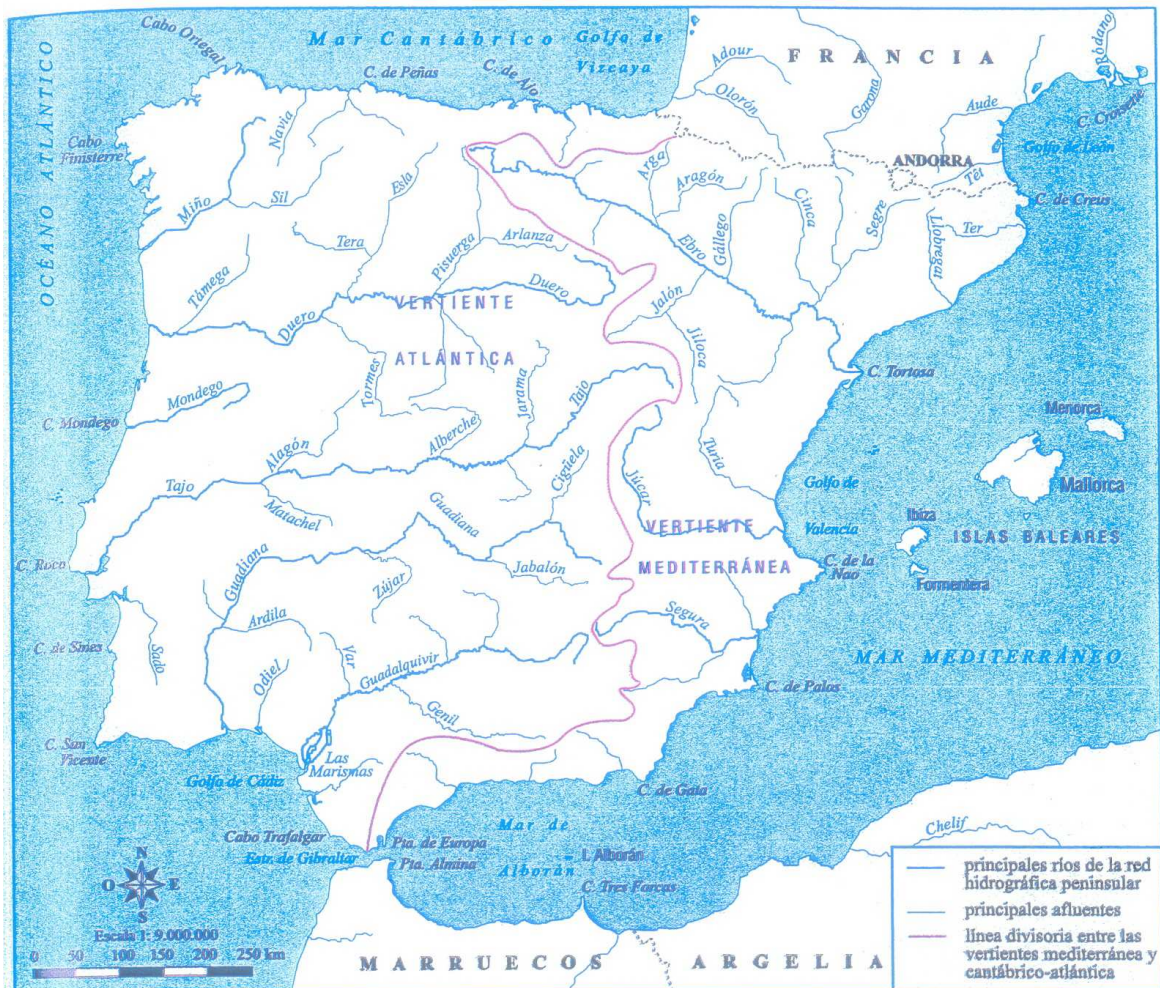 Cabo Ortegal
Mar Cantábrico
Golfo de
Vizcaya
C. de Peñas
C. de Ajo
FRANCIA
Adour
Olorón
Garona
Aude
Ródano
C. Croisette
Golfo de León
OCÉANO ATLÁNTICO
Cabo
Finisterre
Navia
Miño
Sil
Esla
Tera
Támega
Pisuerga
Arlanza
Arga
Aragón
Gállego
Cinca
Segre
ANDORRA
Têt
C. de Creus
Ter
Llobregat
Ebro
Duero
Duero
VERTIENTE
ATLÁNTICA
Jalón
Jiloca
C. Tortosa
Mondego
C. Mondego
Tormes
Jarama
Tajo
Alberche
Alagón
Tajo
Matachel
Cigüela
Guadiana
Júcar
Turia
Golfo de
Valencia
Menorca
Mallorca
Ibiza
ISLAS BALEARES
Formentera
VERTIENTE
MEDITERRÁNEA
C. de la
Nao
C. Roco
Guadiana
Zújar
Jabalón
Ardila
Segura
C. de Sines
Sado
Odiel
Var
Guadalquivir
MAR MEDITERRÁNEO
C. de Palos
Genil
C. San
Vicente
Las
Marismas
Golfo de Cádiz
C. de Gata
Cabo Trafalgar
Estr. de Gibraltar
Pta. de Europa
Pta. Almina
Mar de
Alborán
I. Alborán
C. Tres Forcas
Chelif
N
O
E
S
Escala 1: 9.000.000
0 50 100 150 200 250 km
MARRUECOS
ARGELIA
principales ríos de la red
hidrográfica peninsular
principales afluentes
línea divisoria entre las
vertientes mediterránea y
cantábrico-atlántica